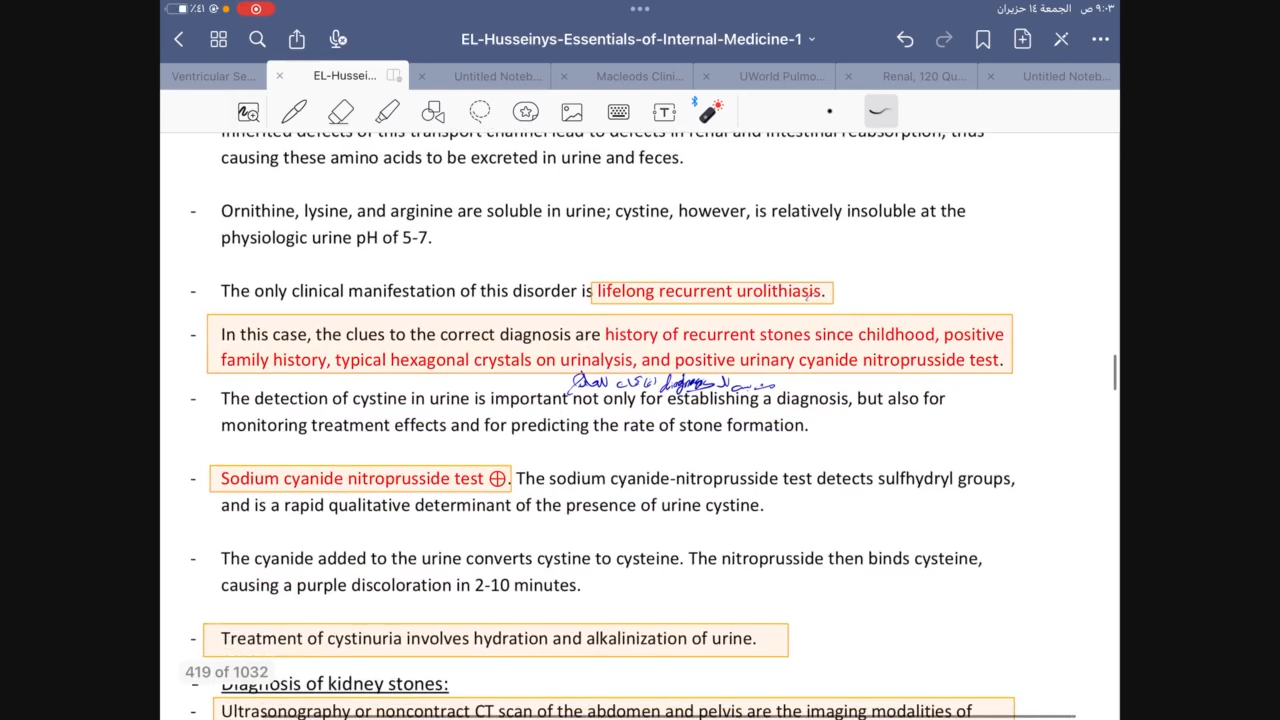 ٪٤١
٩:٠٣ ص الجمعة ١٤ حزيران
EL-Husseinys-Essentials-of-Internal-Medicine-1
Ventricular Se...
EL-Hussei...
Untitled Noteb...
Macleods Clini...
UWorld Pulmo...
Renal, 120 Qu...
Untitled Noteb...
Inherited defects of this transport channel lead to defects in renal and intestinal reabsorption, thus
causing these amino acids to be excreted in urine and feces.
- Ornithine, lysine, and arginine are soluble in urine; cystine, however, is relatively insoluble at the
physiologic urine pH of 5-7.
- The only clinical manifestation of this disorder is lifelong recurrent urolithiasis.
- In this case, the clues to the correct diagnosis are history of recurrent stones since childhood, positive
family history, typical hexagonal crystals on urinalysis, and positive urinary cyanide nitroprusside test.
diagnosis
- The detection of cystine in urine is important not only for establishing a diagnosis, but also for
monitoring treatment effects and for predicting the rate of stone formation.
- Sodium cyanide nitroprusside test ⊕. The sodium cyanide-nitroprusside test detects sulfhydryl groups,
and is a rapid qualitative determinant of the presence of urine cystine.
- The cyanide added to the urine converts cystine to cysteine. The nitroprusside then binds cysteine,
causing a purple discoloration in 2-10 minutes.
- Treatment of cystinuria involves hydration and alkalinization of urine.
419 of 1032
- Diagnosis of kidney stones:
- Ultrasonography or noncontract CT scan of the abdomen and pelvis are the imaging modalities of